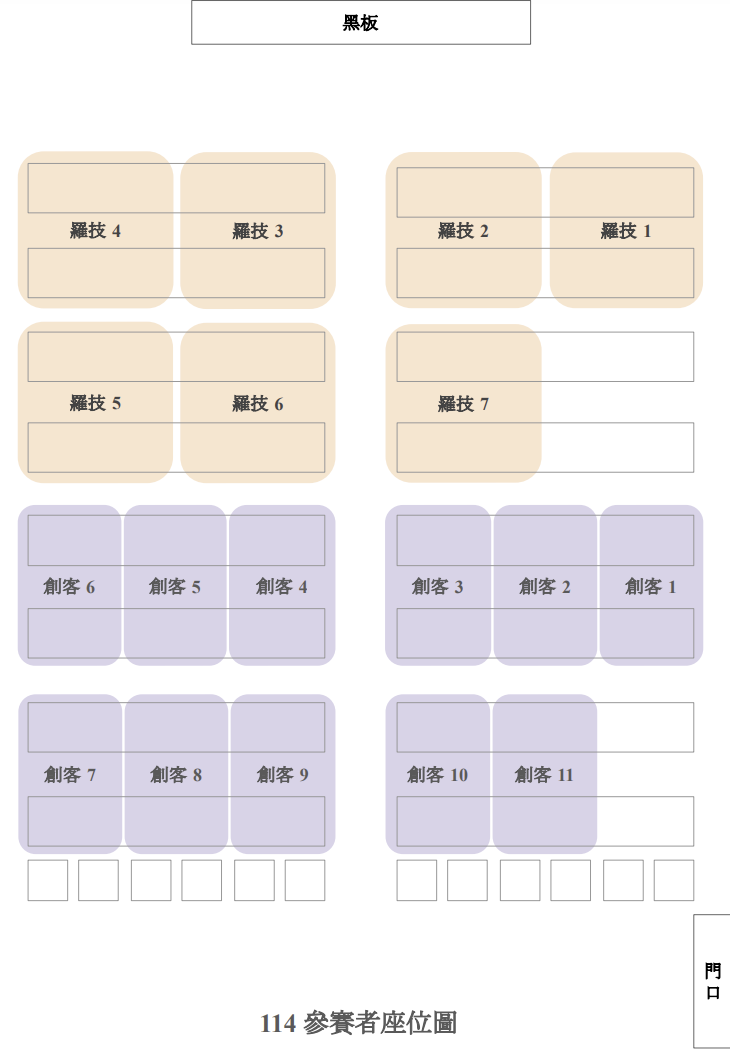 黑板
羅技 4
羅技 3
羅技 2
羅技 1
羅技 5
羅技 6
羅技 7
創客 6
創客 5
創客 4
創客 3
創客 2
創客 1
創客 7
創客 8
創客 9
創客 10
創客 11
門
口
114 參賽者座位圖